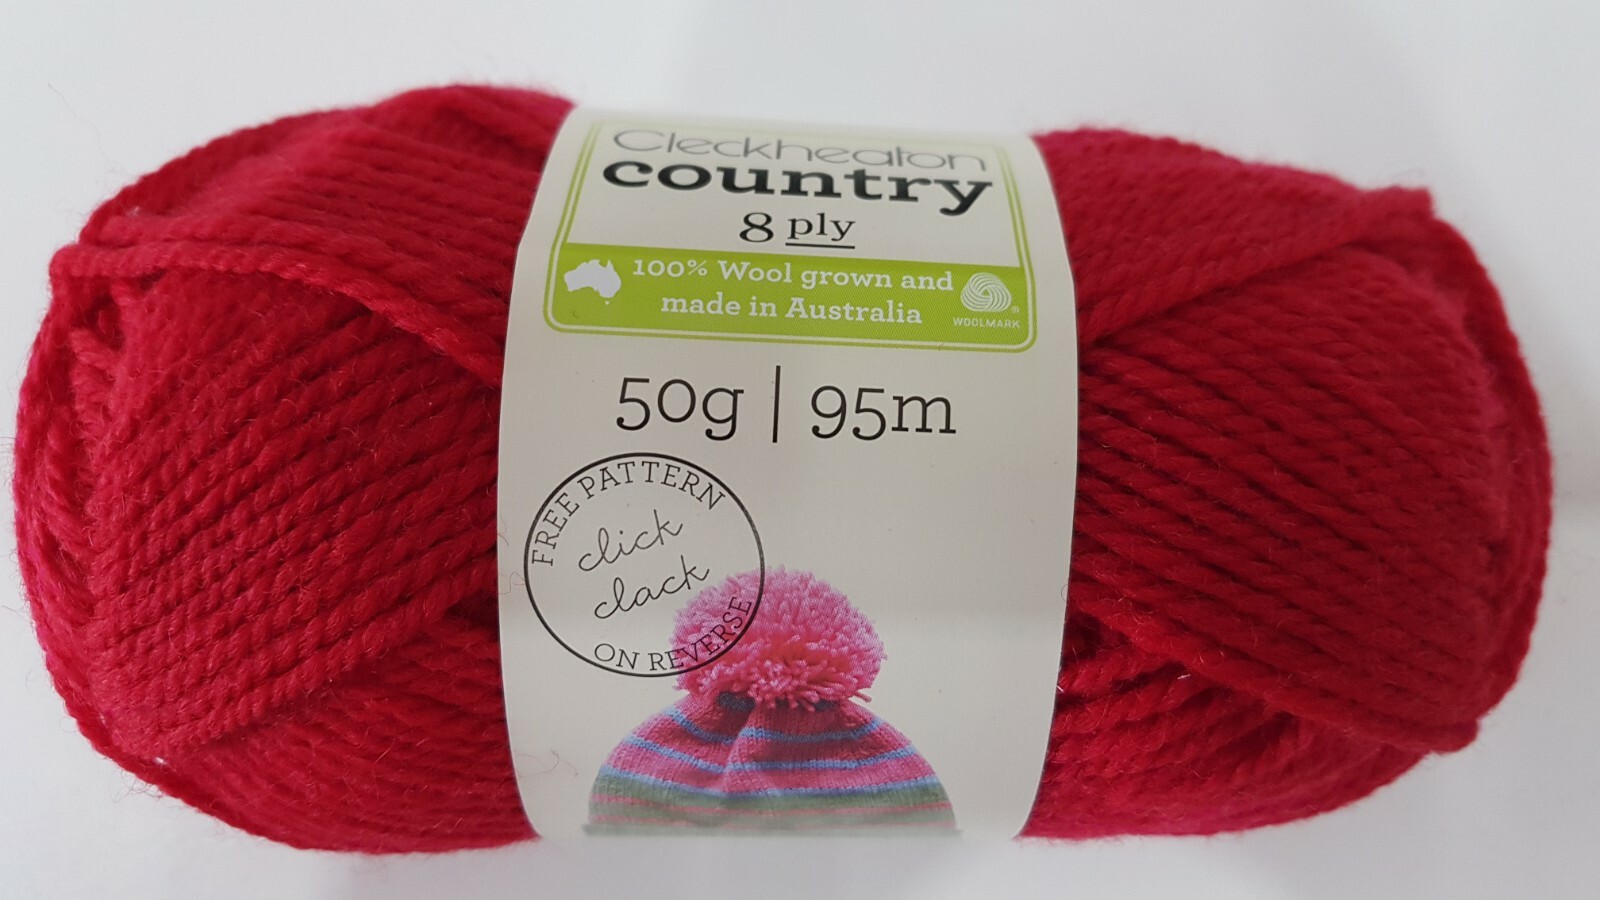 Cleckheaton
country
8 ply
100% Wool grown and
made in Australia
WOOLMARK
50g | 95m
FREE PATTERN
click
clack
ON REVERSE